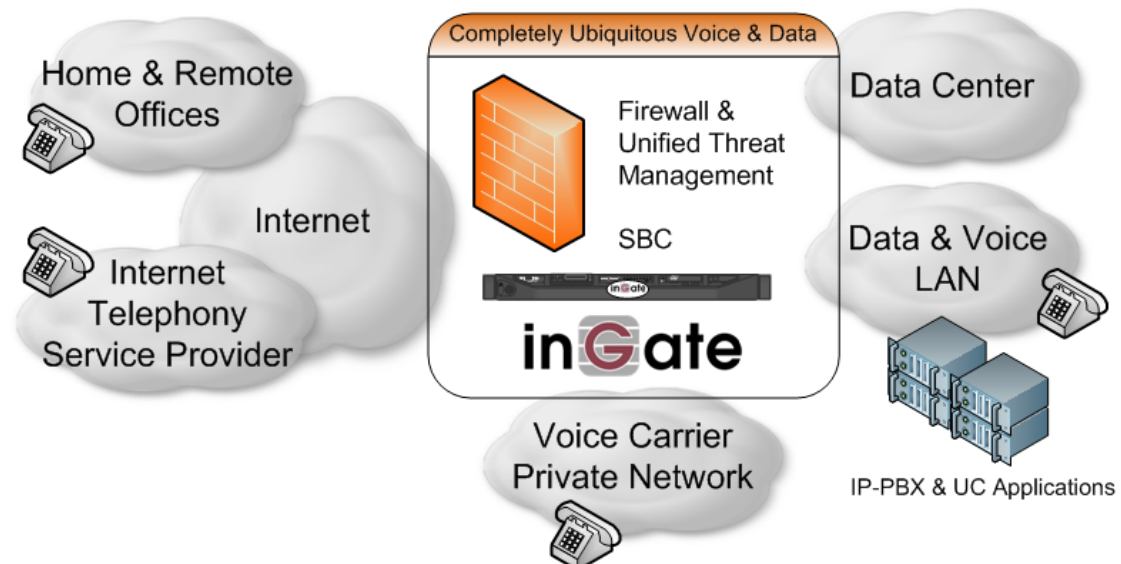 Completely Ubiquitous Voice & Data
Home & Remote
Offices
Internet
Internet
Telephony
Service Provider
Firewall &
Unified Threat
Management
SBC
inGate
inGate
Voice Carrier
Private Network
Data Center
Data & Voice
LAN
IP-PBX & UC Applications